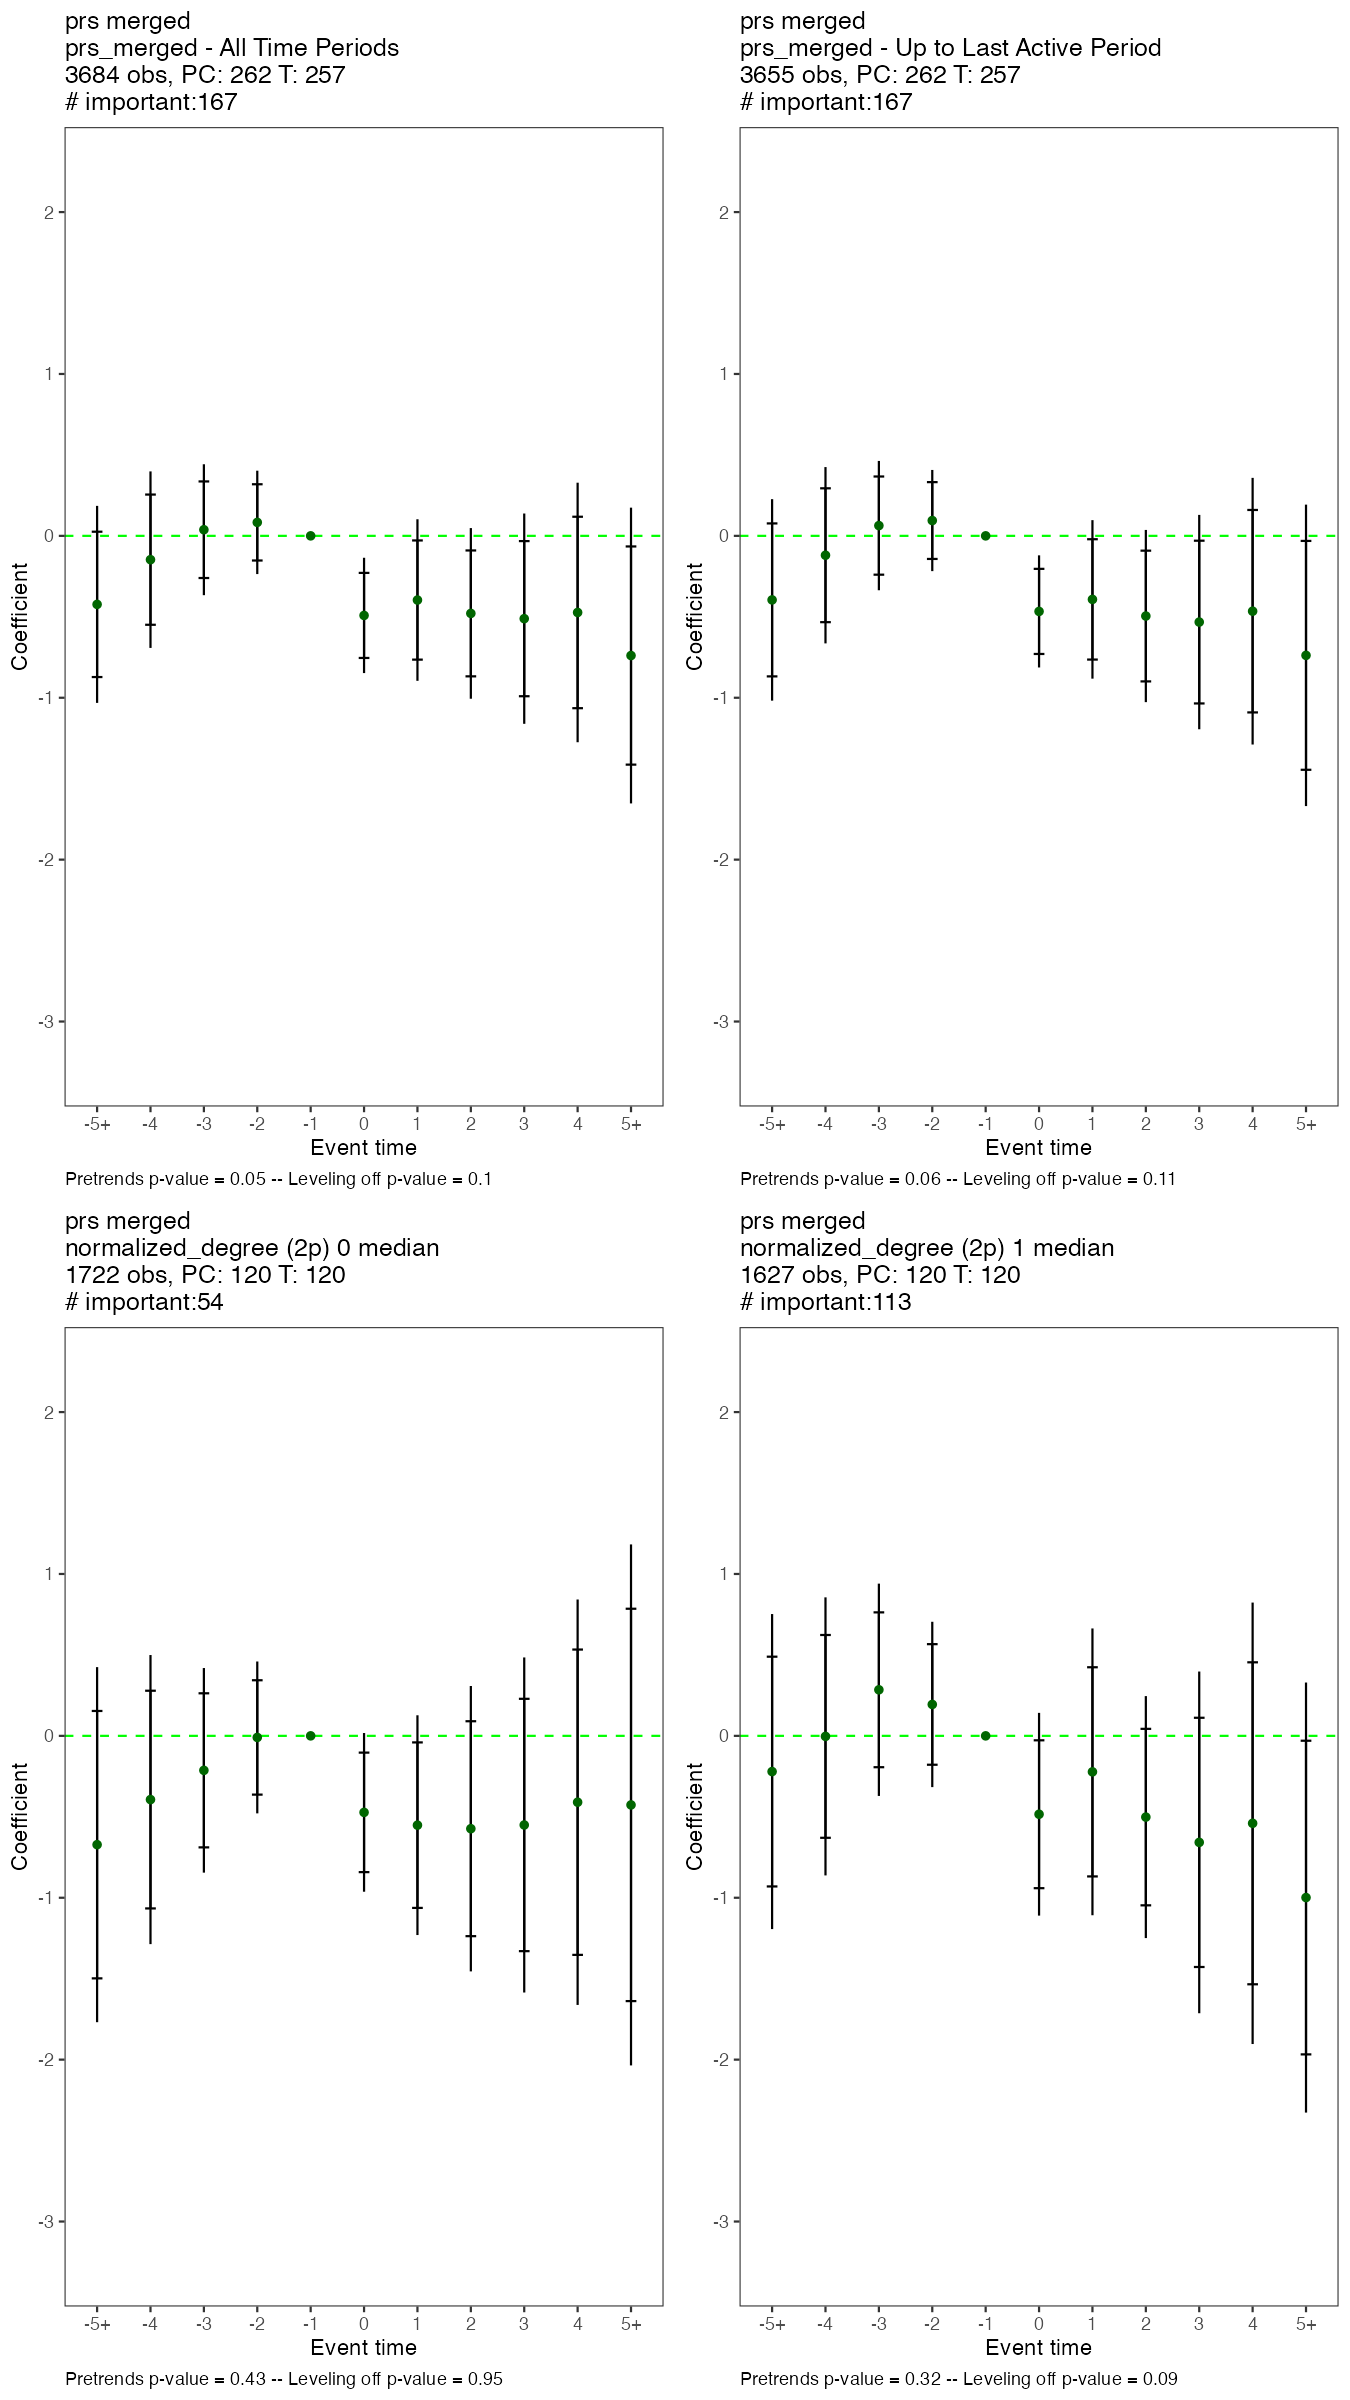 prs merged
prs_merged - All Time Periods
3684 obs, PC: 262 T: 257
# important:167
2
1
0
-1
-2
-3
Coefficient
-5+ -4 -3 -2 -1 0 1 2 3 4 5+
Event time
Pretrends p-value = 0.05 -- Leveling off p-value = 0.1
prs merged
prs_merged - Up to Last Active Period
3655 obs, PC: 262 T: 257
# important:167
2
1
0
-1
-2
-3
Coefficient
-5+ -4 -3 -2 -1 0 1 2 3 4 5+
Event time
Pretrends p-value = 0.06 -- Leveling off p-value = 0.11
prs merged
normalized_degree (2p) 0 median
1722 obs, PC: 120 T: 120
# important:54
2
1
0
-1
-2
-3
Coefficient
-5+ -4 -3 -2 -1 0 1 2 3 4 5+
Event time
Pretrends p-value = 0.43 -- Leveling off p-value = 0.95
prs merged
normalized_degree (2p) 1 median
1627 obs, PC: 120 T: 120
# important:113
2
1
0
-1
-2
-3
Coefficient
-5+ -4 -3 -2 -1 0 1 2 3 4 5+
Event time
Pretrends p-value = 0.32 -- Leveling off p-value = 0.09